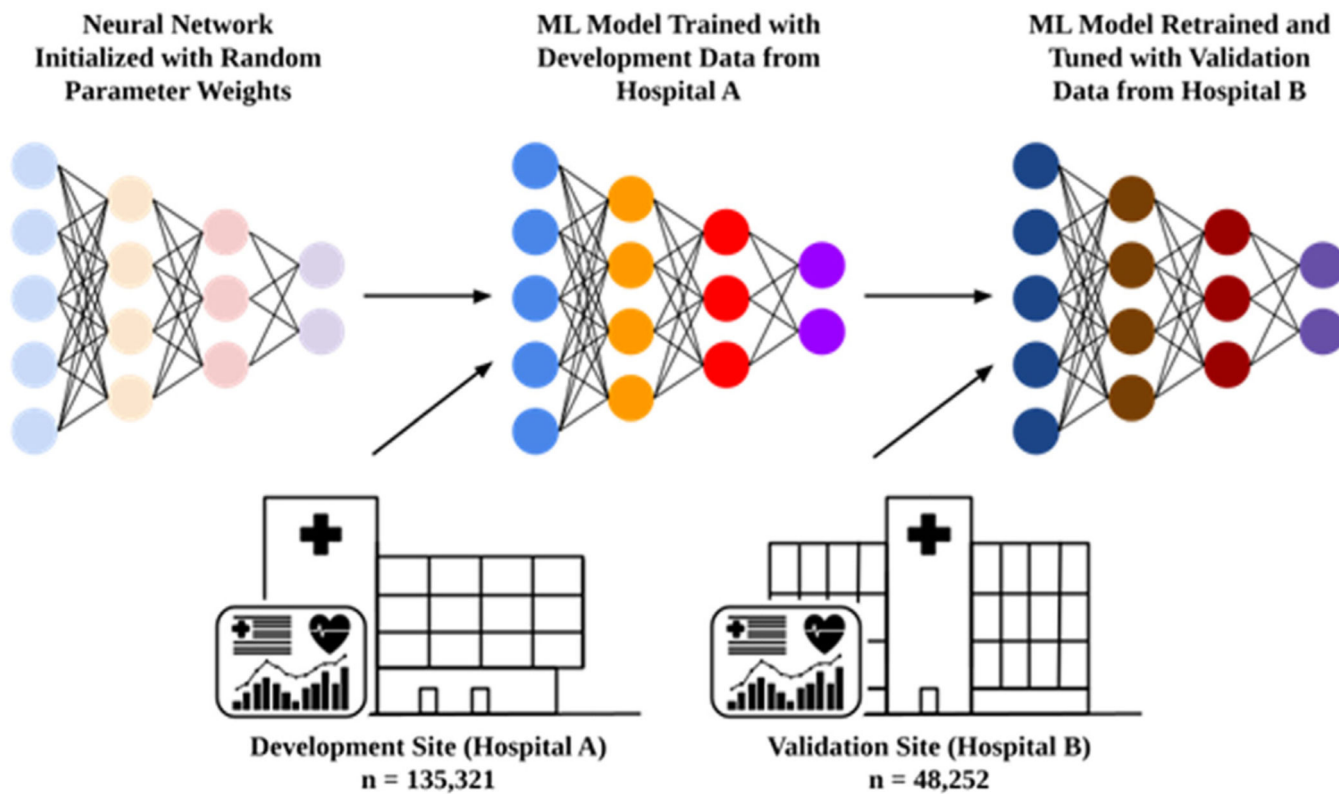 Neural Network
Initialized with Random
Parameter Weights
ML Model Trained with
Development Data from
Hospital A
ML Model Retrained and
Tuned with Validation
Data from Hospital B
Development Site (Hospital A)
n = 135,321
Validation Site (Hospital B)
n = 48,252